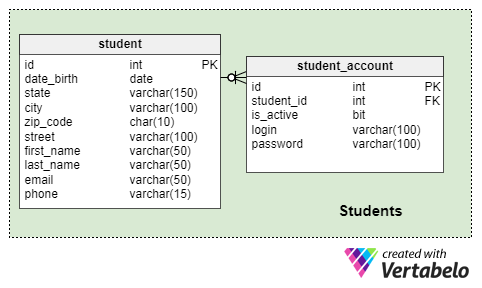 student
id int PK
date_birth date
state varchar(150)
city varchar(100)
zip_code char(10)
street varchar(100)
first_name varchar(50)
last_name varchar(50)
email varchar(50)
phone varchar(15)
student_account
id int PK
student_id int FK
is_active bit
login varchar(100)
password varchar(100)
Students
created with
Vertabelo